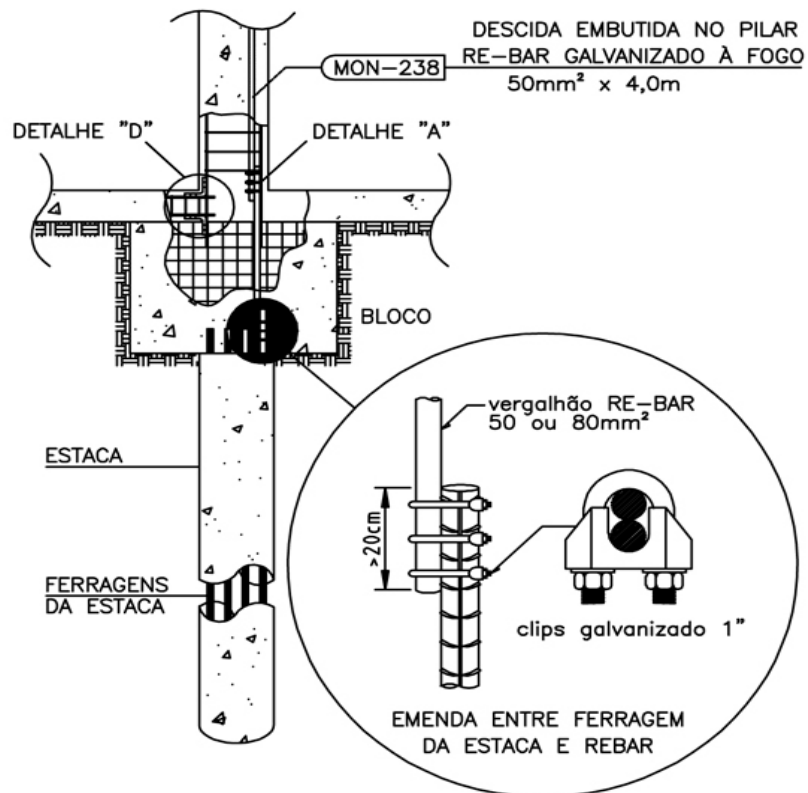 DESCIDA EMBUTIDA NO PILAR
MON-238
RE-BAR GALVANIZADO À FOGO
50mm² x 4,0m
DETALHE "D"
DETALHE "A"
BLOCO
vergalhão RE-BAR
50 ou 80mm²
ESTACA
>20cm
FERRAGENS
DA ESTACA
clips galvanizado 1"
EMENDA ENTRE FERRAGEM
DA ESTACA E REBAR